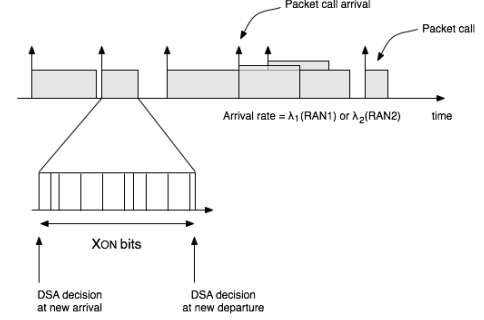 Packet call arrival
Packet call
Arrival rate = λ1(RAN1) or λ2(RAN2)
time
XON bits
DSA decision
at new arrival
DSA decision
at new departure